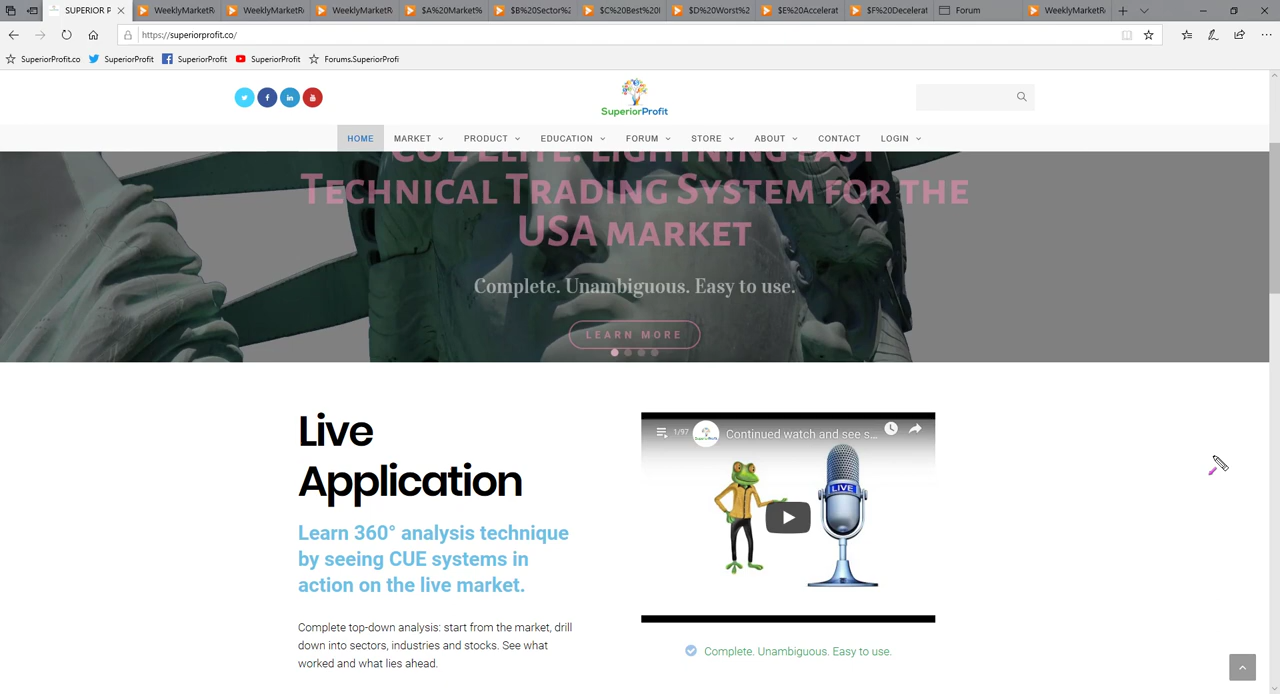 SUPERIOR P
WeeklyMarketR
WeeklyMarketR
WeeklyMarketR
$A%20Market%
$B%20Sector%2
$C%20Best%20I
$D%20Worst%2
$E%20Accelerat
$F%20Decelerat
Forum
WeeklyMarketR
https://superiorprofit.co/
SuperiorProfit.co
SuperiorProfit
SuperiorProfit
SuperiorProfit
Forums.SuperiorProfi
SuperiorProfit
HOME
MARKET
PRODUCT
EDUCATION
FORUM
STORE
ABOUT
CONTACT
LOGIN
CUE ELITE: LIGHTNING FAST
TECHNICAL TRADING SYSTEM FOR THE
USA MARKET
Complete. Unambiguous. Easy to use.
LEARN MORE
Live
Application
Learn 360° analysis technique
by seeing CUE systems in
action on the live market.
Complete top-down analysis: start from the market, drill
down into sectors, industries and stocks. See what
worked and what lies ahead.
1/97
Continued watch and see s...
LIVE
Complete. Unambiguous. Easy to use.